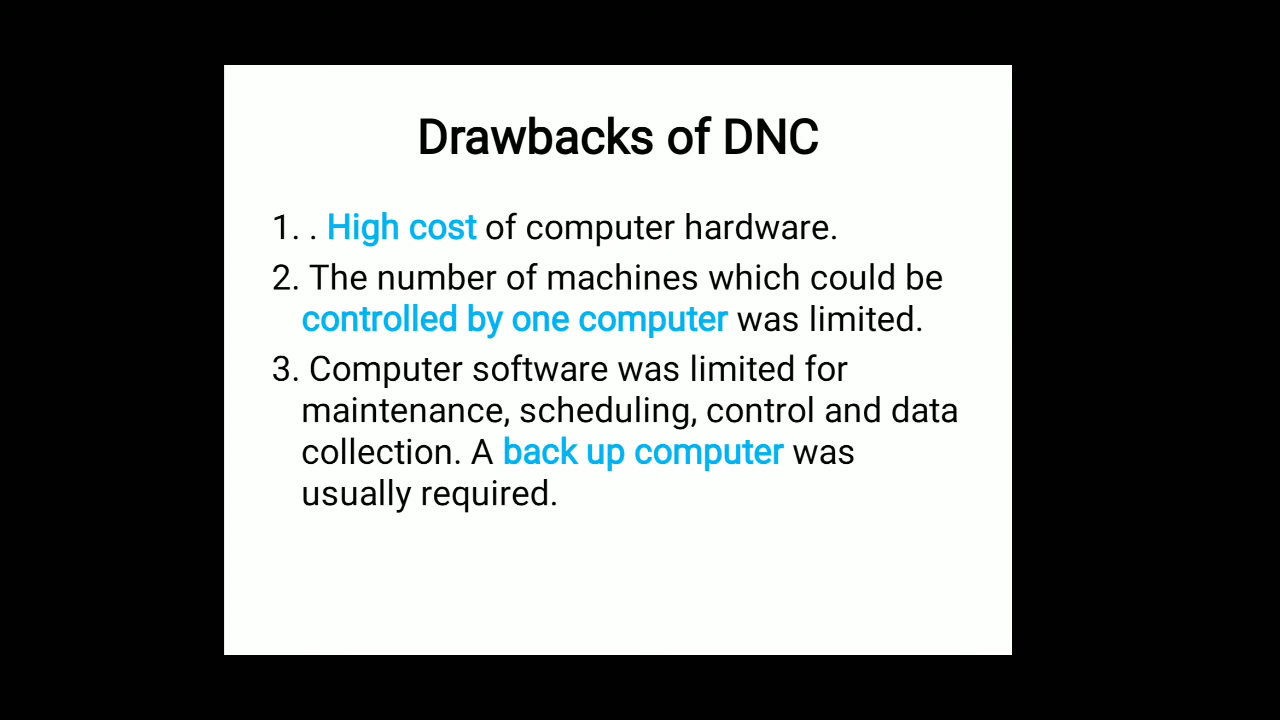 Drawbacks of DNC
1. . High cost of computer hardware.
2. The number of machines which could be
controlled by one computer was limited.
3. Computer software was limited for
maintenance, scheduling, control and data
collection. A back up computer was
usually required.